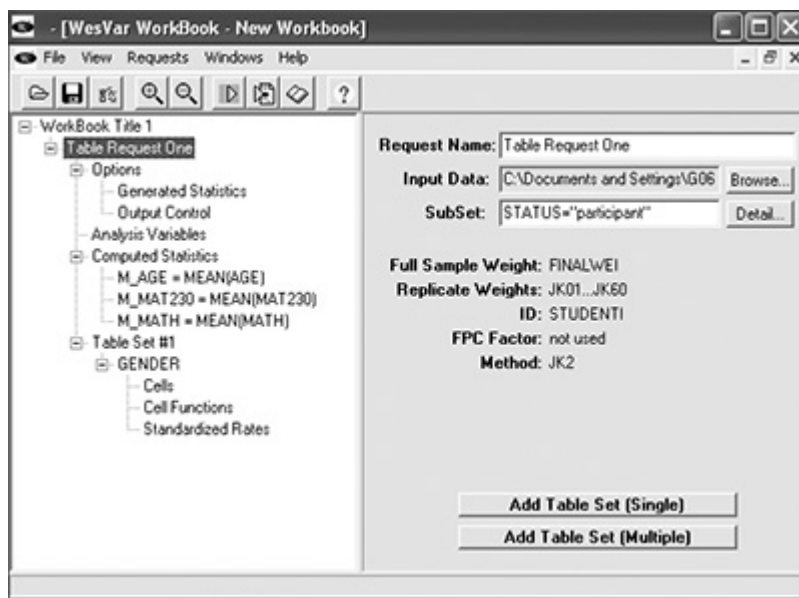 - [WesVar WorkBook - New Workbook]
File View Requests Windows Help
?
WorkBook Title 1
Table Request One
Options
Generated Statistics
Output Control
Analysis Variables
Computed Statistics
M_AGE = MEAN(AGE)
M_MAT230 = MEAN(MAT230)
M_MATH = MEAN(MATH)
Table Set #1
GENDER
Cells
Cell Functions
Standardized Rates
Request Name: Table Request One
Input Data: C:\Documents and Settings\G06 Browse...
SubSet: STATUS="participant" Detail...
Full Sample Weight: FINALWEI
Replicate Weights: JK01...JK60
ID: STUDENTI
FPC Factor: not used
Method: JK2
Add Table Set (Single)
Add Table Set (Multiple)